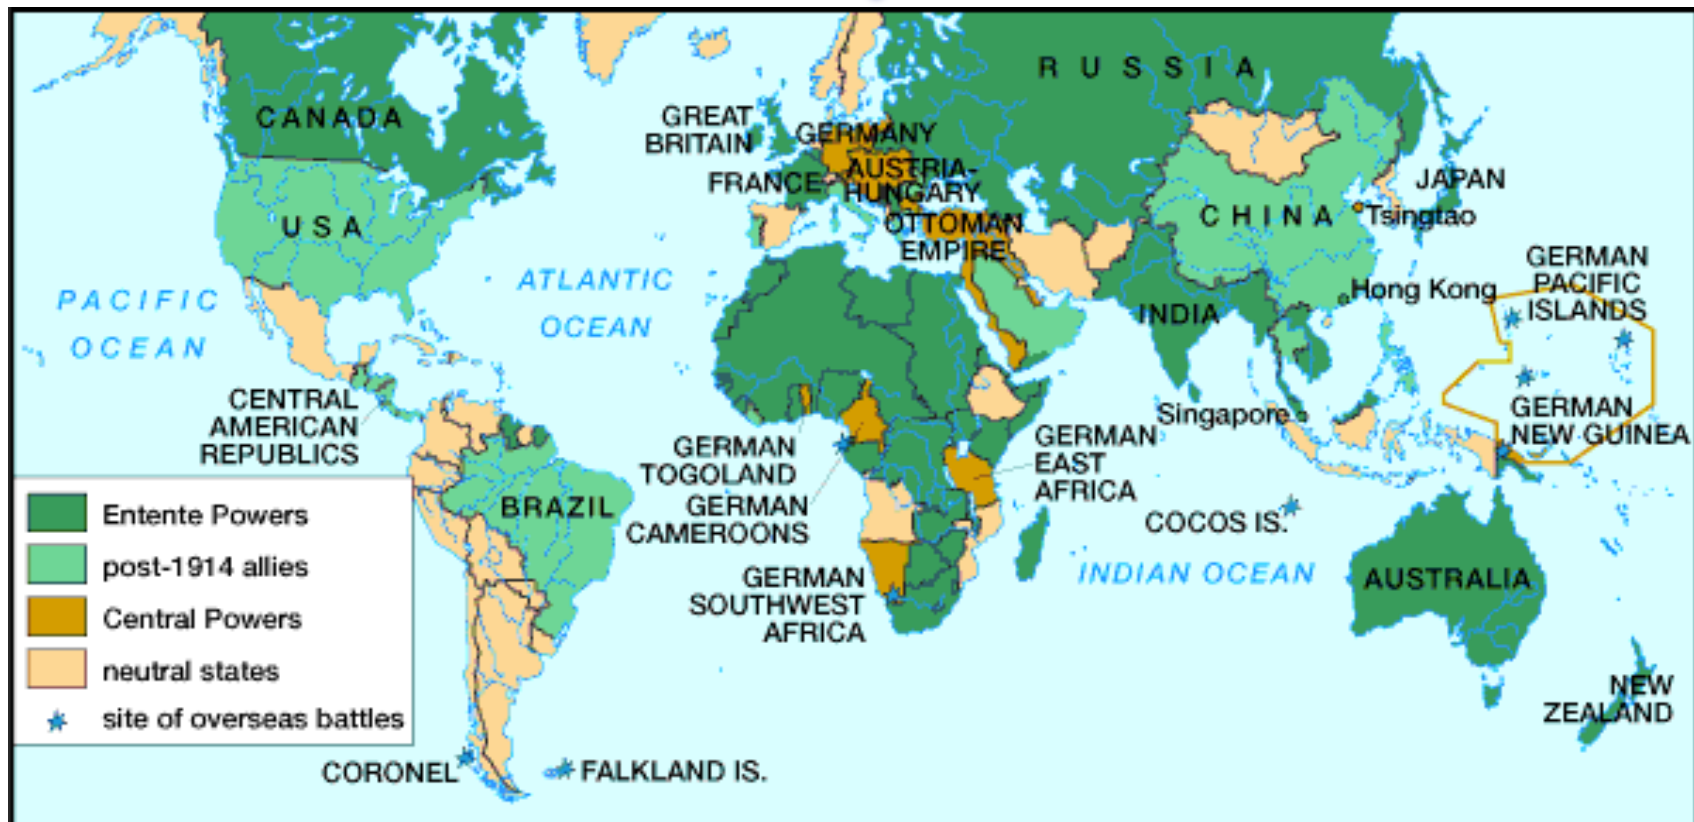 RUSSIA
CANADA
GREAT
BRITAIN
GERMANY
AUSTRIA-
HUNGARY
FRANCE
JAPAN
USA
CHINA
Tsingtao
OTTOMAN
EMPIRE
GERMAN
PACIFIC
ISLANDS
ATLANTIC
OCEAN
PACIFIC
OCEAN
Hong Kong
INDIA
CENTRAL
AMERICAN
REPUBLICS
Singapore
GERMAN
NEW GUINEA
GERMAN
TOGOLAND
GERMAN
EAST
AFRICA
GERMAN
CAMEROONS
BRAZIL
COCOS IS.
INDIAN OCEAN
AUSTRALIA
GERMAN
SOUTHWEST
AFRICA
NEW
ZEALAND
Entente Powers
post-1914 allies
Central Powers
neutral states
site of overseas battles
CORONEL
FALKLAND IS.